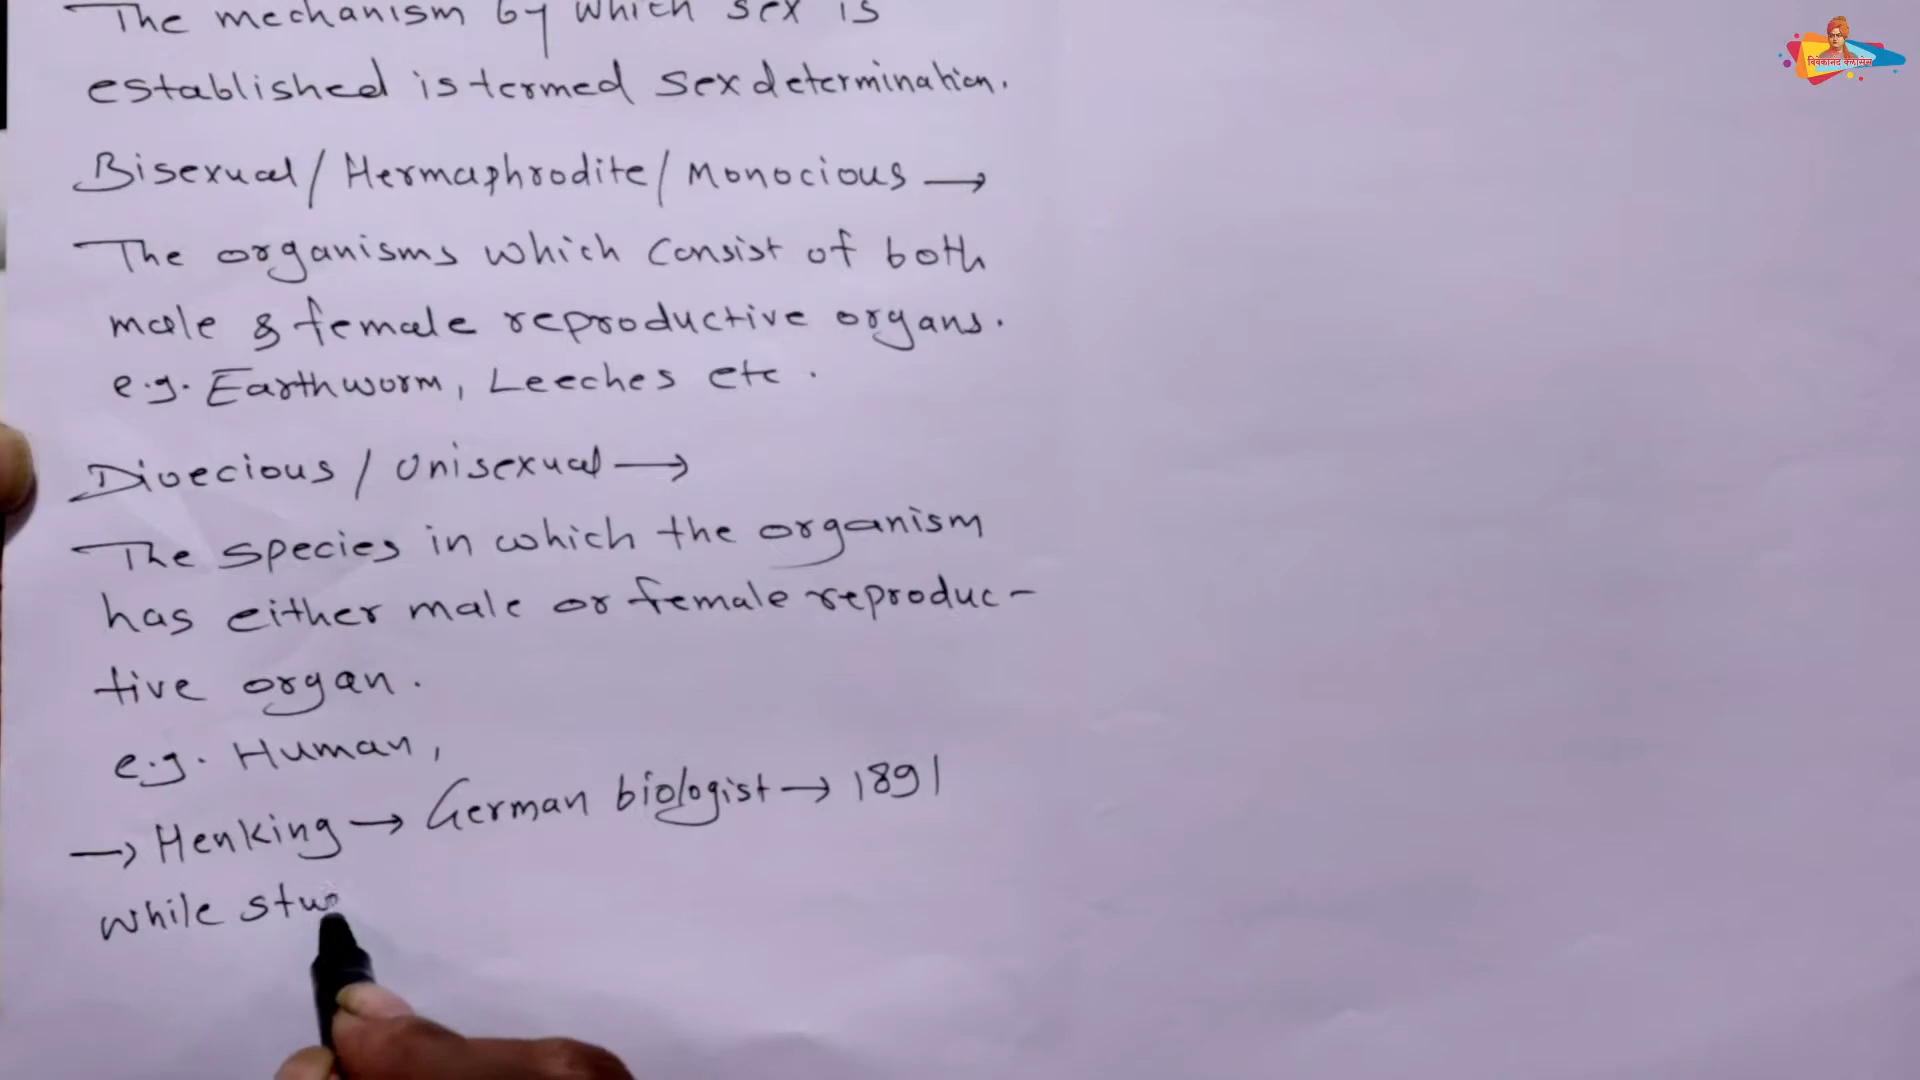 The mechanism by which sex is
established is termed sex determination.
Bisexual/Hermaphrodite/Monocious →
The organisms which consist of both
male & female reproductive organs.
e.g. Earthworm, Leeches etc.
Dioecious / Unisexual →
The species in which the organism
has either male or female reproduc-
tive organ.
e.g. Human,
→ Henking → German biologist → 1891
while stu
विवेकानंद क्लासेस